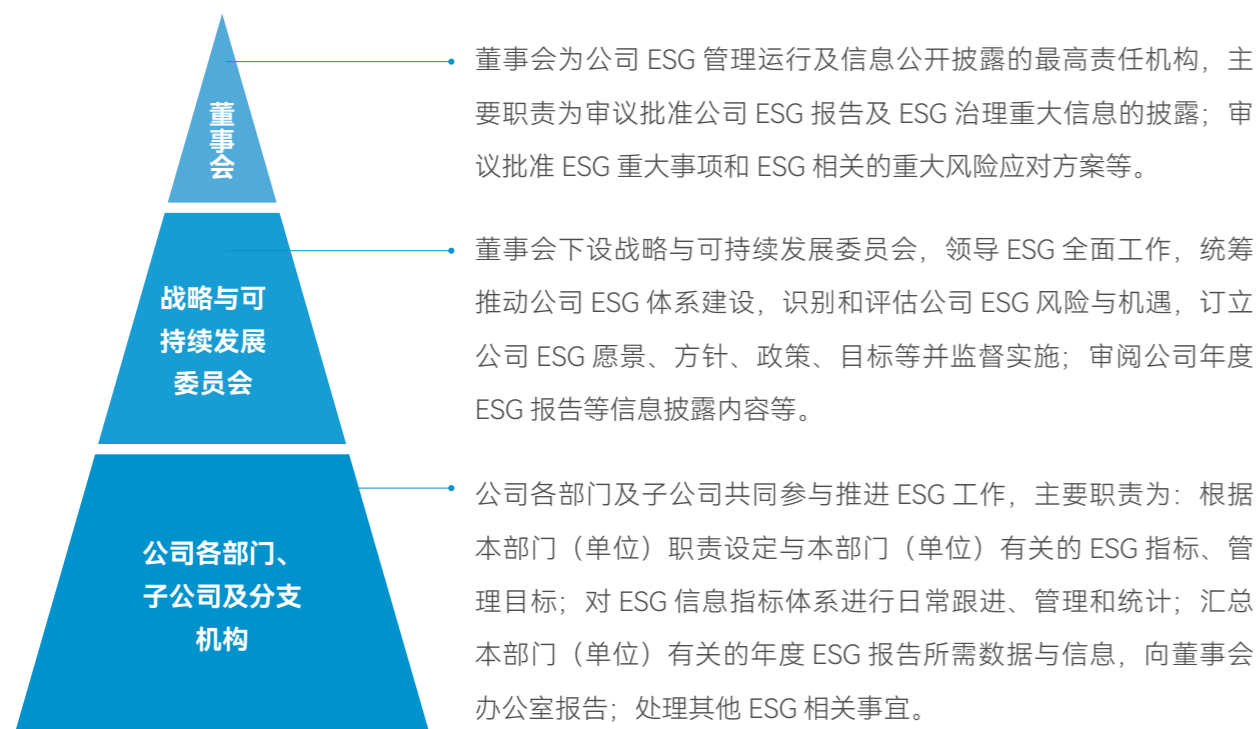 董事会
董事会为公司 ESG 管理运行及信息公开披露的最高责任机构，主
要职责为审议批准公司 ESG 报告及 ESG 治理重大信息的披露；审
议批准 ESG 重大事项和 ESG 相关的重大风险应对方案等。
战略与可
持续发展
委员会
董事会下设战略与可持续发展委员会，领导 ESG 全面工作，统筹
推动公司 ESG 体系建设，识别和评估公司 ESG 风险与机遇，订立
公司 ESG 愿景、方针、政策、目标等并监督实施；审阅公司年度
ESG 报告等信息披露内容等。
公司各部门、
子公司及分支
机构
公司各部门及子公司共同参与推进 ESG 工作，主要职责为：根据
本部门（单位）职责设定与本部门（单位）有关的 ESG 指标、管
理目标；对 ESG 信息指标体系进行日常跟进、管理和统计；汇总
本部门（单位）有关的年度 ESG 报告所需数据与信息，向董事会
办公室报告；处理其他 ESG 相关事宜。